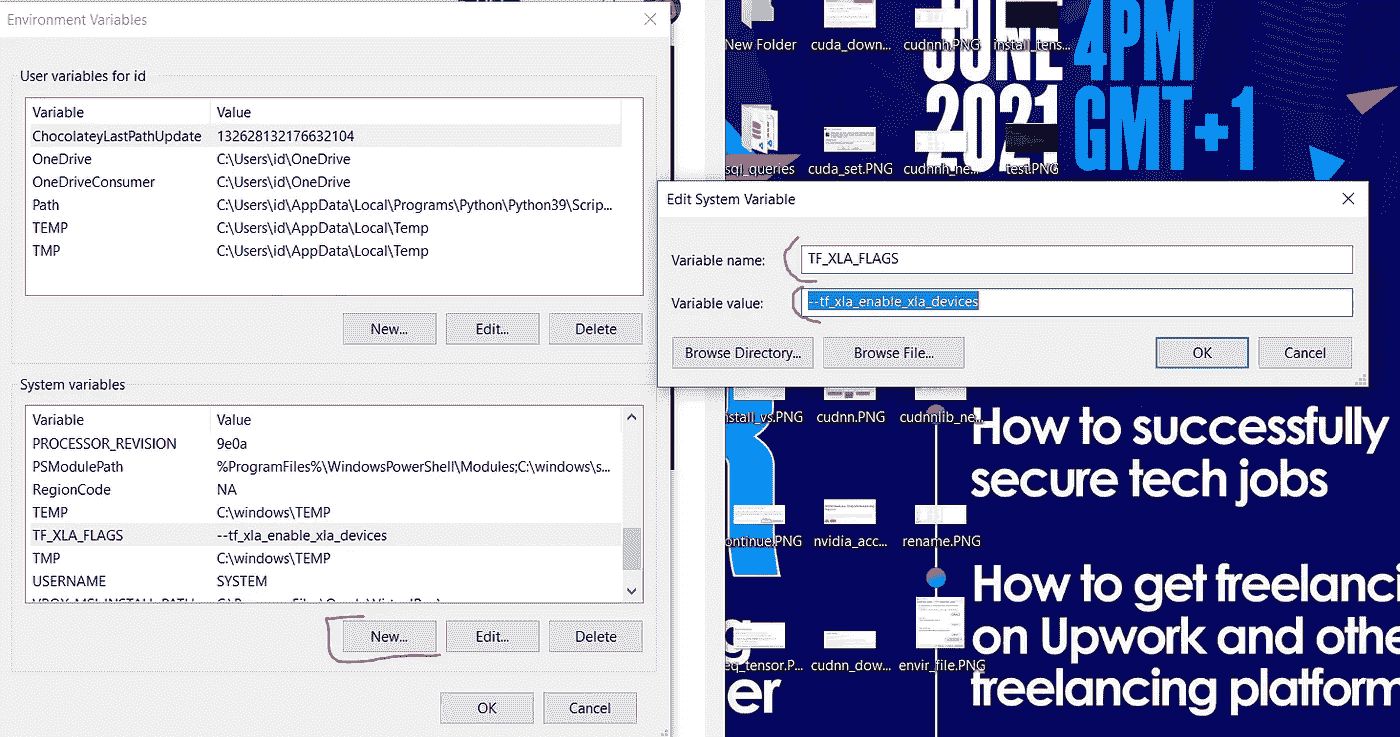 Environment Variables
User variables for id
Variable Value
ChocolateyLastPathUpdate 132628132176632104
OneDrive C:\Users\id\OneDrive
OneDriveConsumer C:\Users\id\OneDrive
Path C:\Users\id\AppData\Local\Programs\Python\Python39\Scrip...
TEMP C:\Users\id\AppData\Local\Temp
TMP C:\Users\id\AppData\Local\Temp
New... Edit... Delete
System variables
Variable Value
PROCESSOR_REVISION 9e0a
PSModulePath %ProgramFiles%\WindowsPowerShell\Modules;C:\windows\s...
RegionCode NA
TEMP C:\windows\TEMP
TF_XLA_FLAGS --tf_xla_enable_xla_devices
TMP C:\windows\TEMP
USERNAME SYSTEM
New... Edit... Delete
OK Cancel
New Folder cuda_down... cudnnh.PNG install_tens...
JUNE 4PM
2021 GMT+1
sql_queries cuda_set.PNG cudnnh_ne... test.PNG
Edit System Variable
Variable name: TF_XLA_FLAGS
Variable value: --tf_xla_enable_xla_devices
Browse Directory... Browse File... OK Cancel
nstall_vs.PNG cudnn.PNG cudnnlib_ne...
How to successfully
secure tech jobs
ontinue.PNG nvidia_acc... rename.PNG
How to get freelanci
on Upwork and othe
freelancing platform
eq_tensor.P... cudnn_dow... envir_file.PNG
er